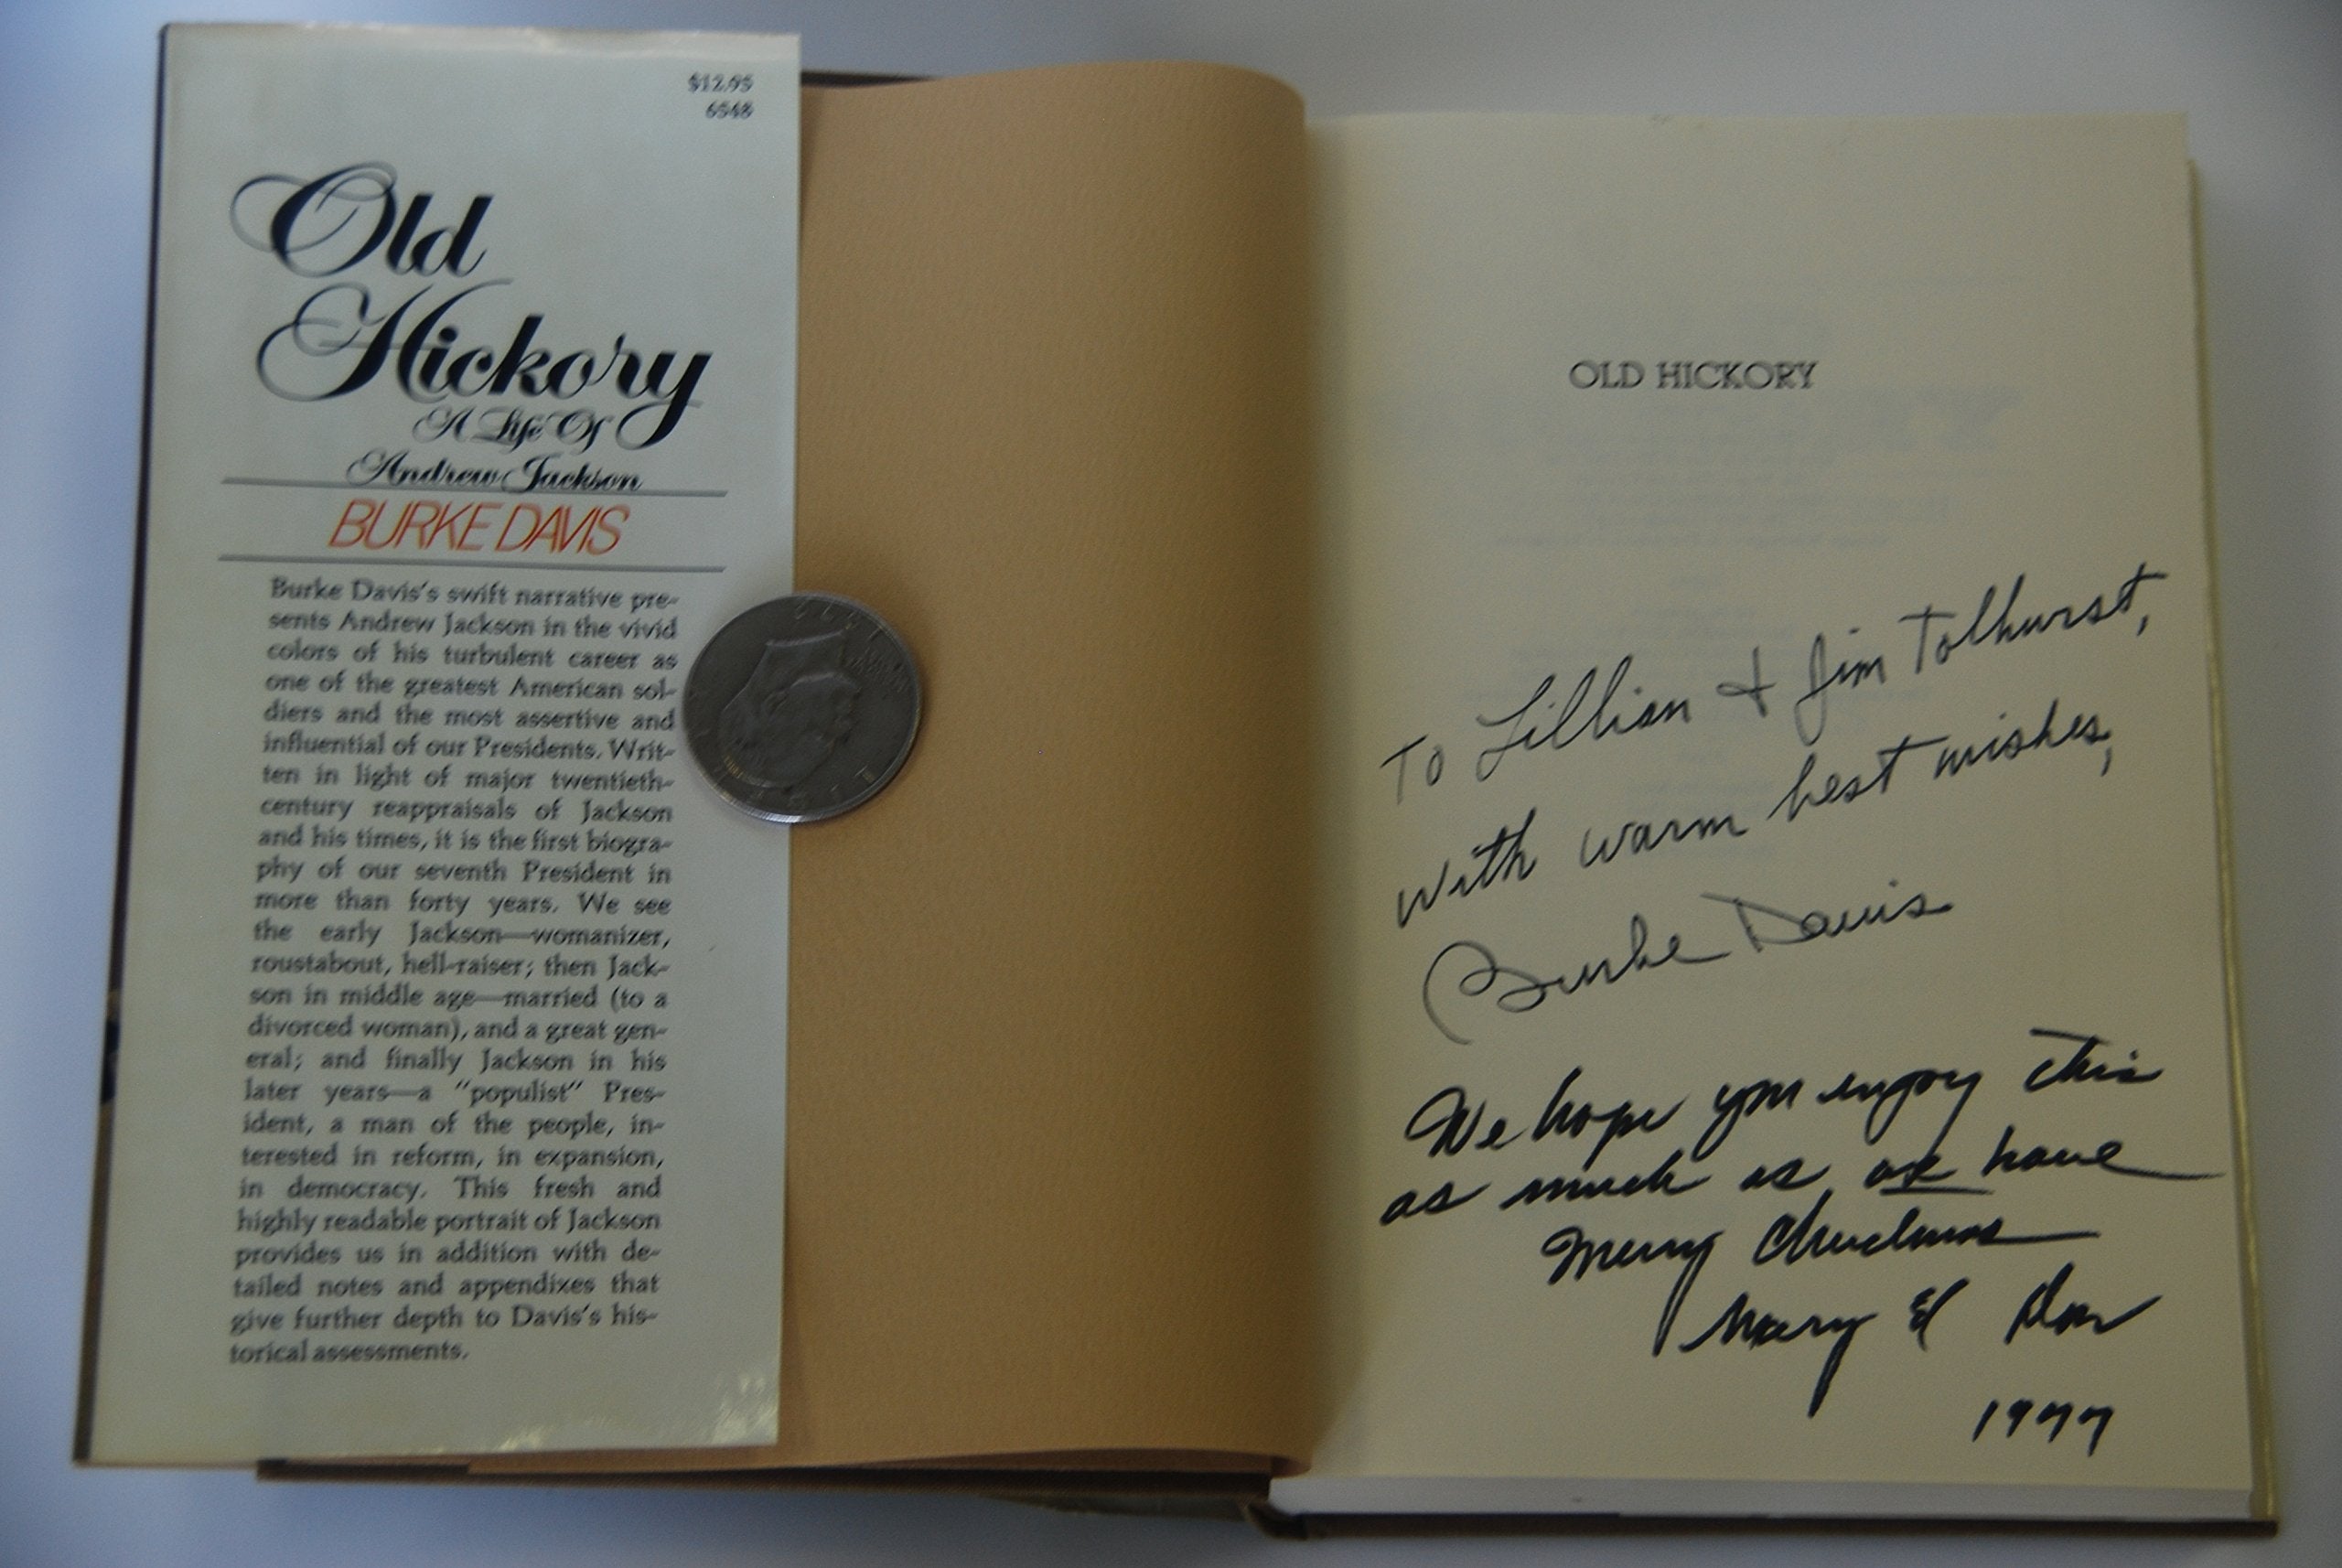 $12.95
6548
Old
Hickory
A Life Of
Andrew Jackson
BURKE DAVIS
Burke Davis's swift narrative pre-
sents Andrew Jackson in the vivid
colors of his turbulent career as
one of the greatest American sol-
diers and the most assertive and
influential of our Presidents. Writ-
ten in light of major twentieth-
century reappraisals of Jackson
and his times, it is the first biogra-
phy of our seventh President in
more than forty years. We see
the early Jackson—womanizer,
roustabout, hell-raiser; then Jack-
son in middle age—married (to a
divorced woman), and a great gen-
eral; and finally Jackson in his
later years—a "populist" Pres-
ident, a man of the people, in-
terested in reform, in expansion,
in democracy. This fresh and
highly readable portrait of Jackson
provides us in addition with de-
tailed notes and appendixes that
give further depth to Davis's his-
torical assessments.
OLD HICKORY
To Lillian & Jim Tolhurst,
with warm best wishes,
Burke Davis
We hope you enjoy this
as much as we have
Merry Christmas
Mary & Don
1977